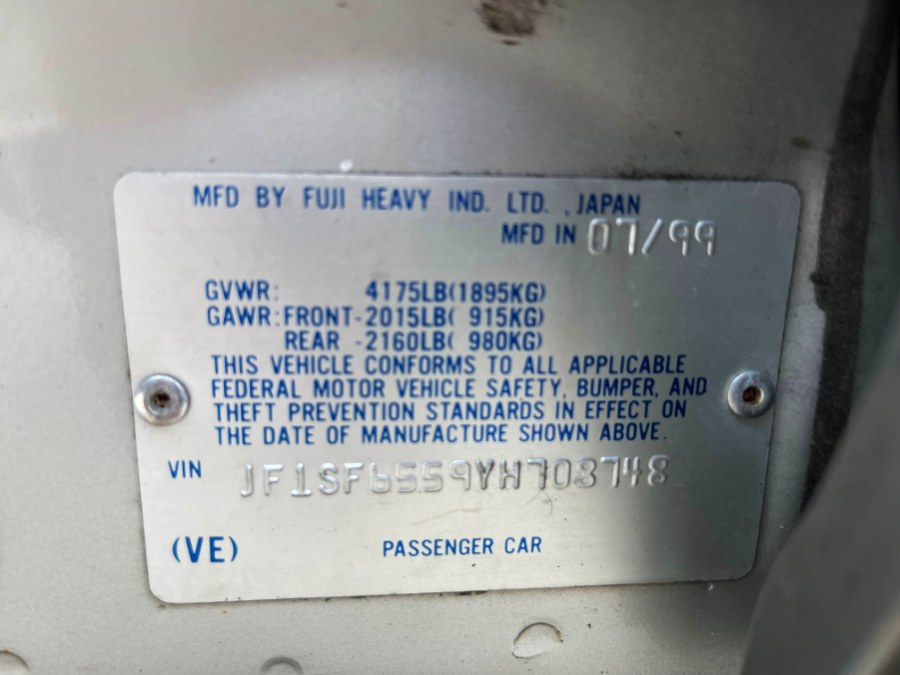 MFD BY FUJI HEAVY IND. LTD. , JAPAN
MFD IN 07/99
GVWR: 4175LB(1895KG)
GAWR:FRONT-2015LB( 915KG)
REAR -2160LB( 980KG)
THIS VEHICLE CONFORMS TO ALL APPLICABLE
FEDERAL MOTOR VEHICLE SAFETY, BUMPER, AND
THEFT PREVENTION STANDARDS IN EFFECT ON
THE DATE OF MANUFACTURE SHOWN ABOVE.
VIN JF1SF6559YH708748
(VE) PASSENGER CAR